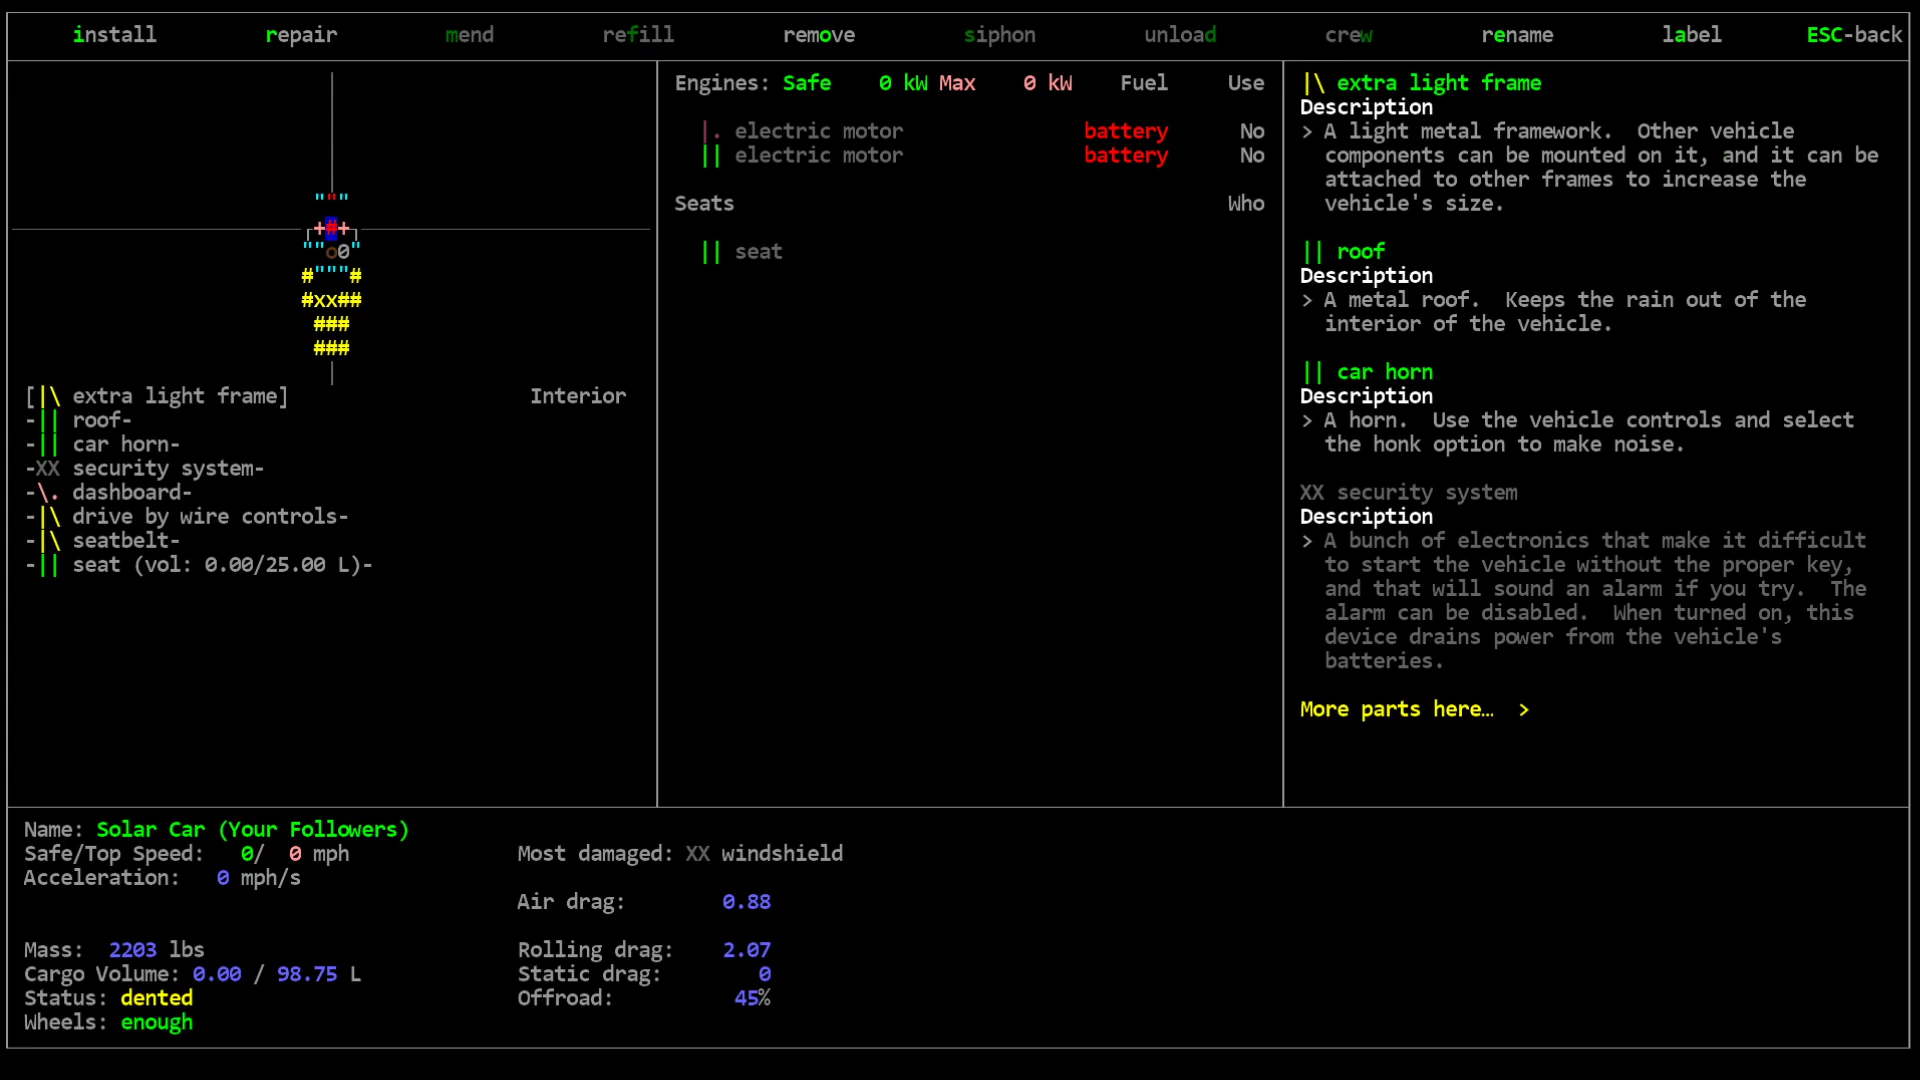 install repair mend refill remove siphon unload crew rename label ESC-back
"""
┌+#+┐
""o0"
#"""#
#xx##
###
###
[|\ extra light frame] Interior
-|| roof-
-|| car horn-
-XX security system-
-\. dashboard-
-|\ drive by wire controls-
-|\ seatbelt-
-|| seat (vol: 0.00/25.00 L)-
Engines: Safe 0 kW Max 0 kW Fuel Use
|. electric motor battery No
|| electric motor battery No
Seats Who
|| seat
|\ extra light frame
Description
> A light metal framework.  Other vehicle
components can be mounted on it, and it can be
attached to other frames to increase the
vehicle's size.
|| roof
Description
> A metal roof.  Keeps the rain out of the
interior of the vehicle.
|| car horn
Description
> A horn.  Use the vehicle controls and select
the honk option to make noise.
XX security system
Description
> A bunch of electronics that make it difficult
to start the vehicle without the proper key,
and that will sound an alarm if you try.  The
alarm can be disabled.  When turned on, this
device drains power from the vehicle's
batteries.
More parts here…  >
Name: Solar Car (Your Followers)
Safe/Top Speed: 0/ 0 mph
Acceleration: 0 mph/s
Mass: 2203 lbs
Cargo Volume: 0.00 / 98.75 L
Status: dented
Wheels: enough
Most damaged: XX windshield
Air drag: 0.88
Rolling drag: 2.07
Static drag: 0
Offroad: 45%